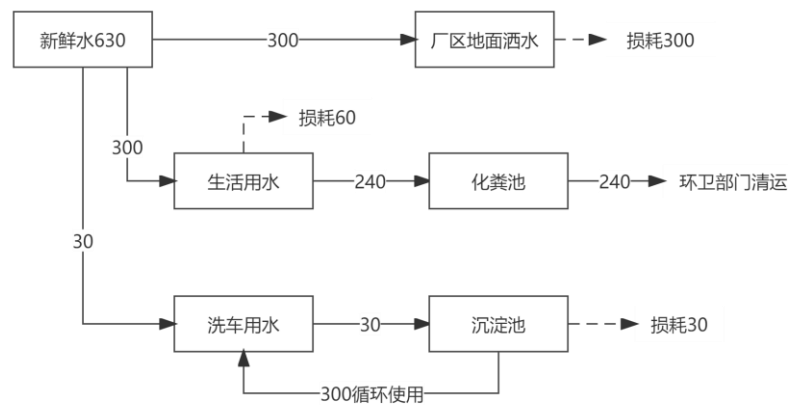 新鲜水630
300
厂区地面洒水
损耗300
损耗60
300
生活用水
240
化粪池
240
环卫部门清运
30
洗车用水
30
沉淀池
损耗30
300循环使用